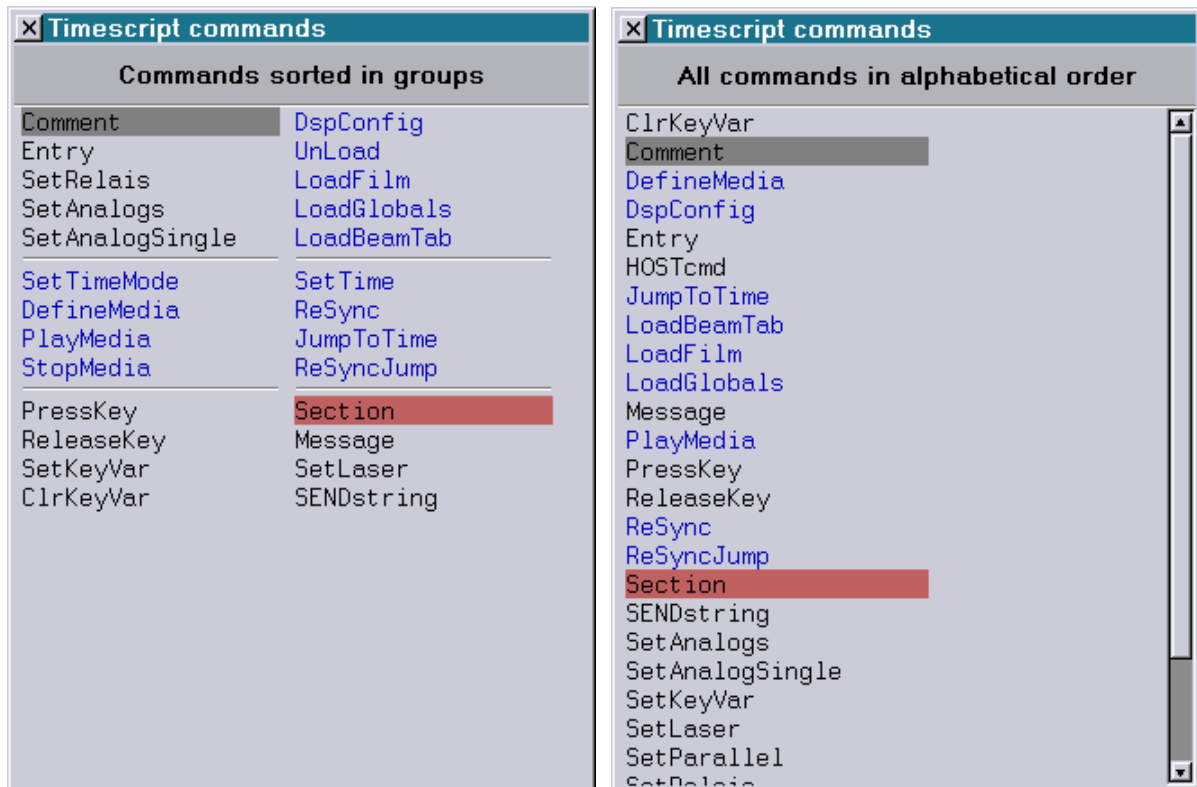 Timescript commands
Commands sorted in groups
Comment DspConfig
Entry UnLoad
SetRelais LoadFilm
SetAnalogs LoadGlobals
SetAnalogSingle LoadBeamTab
SetTimeMode SetTime
DefineMedia ReSync
PlayMedia JumpToTime
StopMedia ReSyncJump
PressKey Section
ReleaseKey Message
SetKeyVar SetLaser
ClrKeyVar SENDstring
Timescript commands
All commands in alphabetical order
ClrKeyVar
Comment
DefineMedia
DspConfig
Entry
HOSTcmd
JumpToTime
LoadBeamTab
LoadFilm
LoadGlobals
Message
PlayMedia
PressKey
ReleaseKey
ReSync
ReSyncJump
Section
SENDstring
SetAnalogs
SetAnalogSingle
SetKeyVar
SetLaser
SetParallel
SetRelais